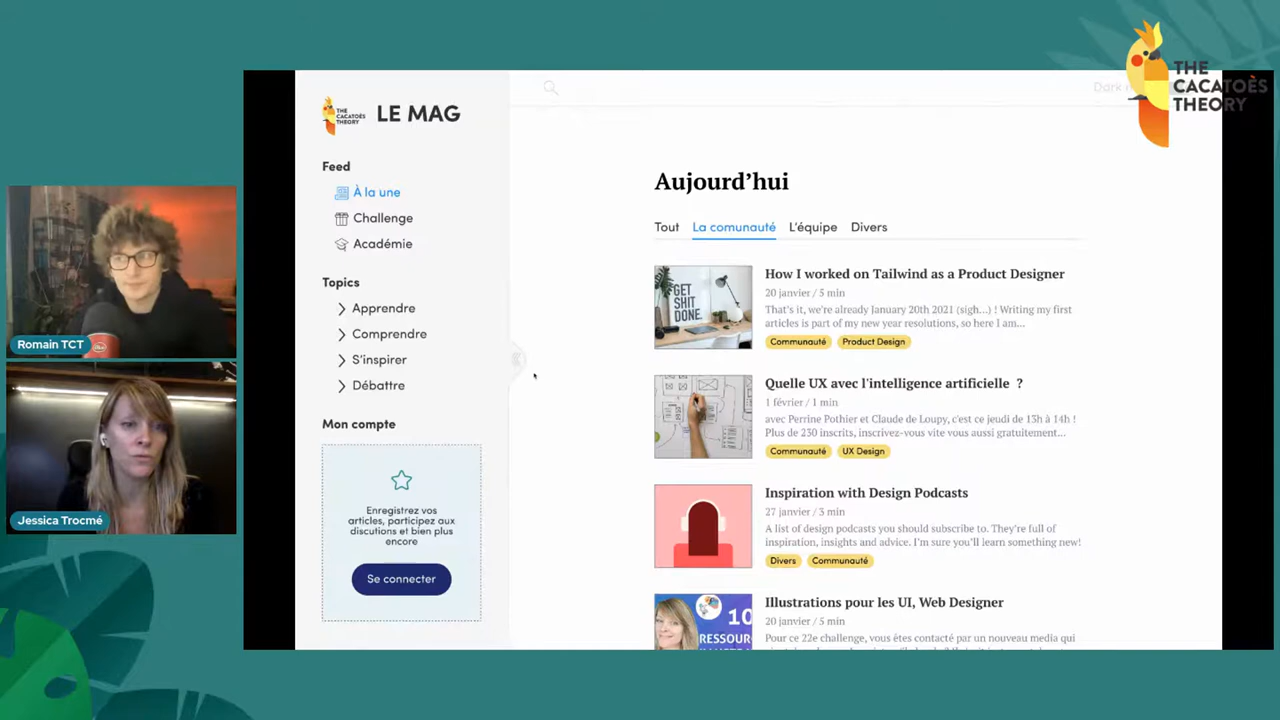 THE
CACATOÈS
THEORY
THE
CACATOÈS
THEORY
LE MAG
Feed
À la une
Challenge
Académie
Topics
Apprendre
Comprendre
S'inspirer
Débattre
Mon compte
Enregistrez vos
articles, participez aux
discutions et bien plus
encore
Se connecter
Dark
Aujourd'hui
Tout
La comunauté
L'équipe
Divers
GET
SHIT
DONE.
How I worked on Tailwind as a Product Designer
20 janvier / 5 min
That's it, we're already January 20th 2021 (sigh...) ! Writing my first
articles is part of my new year resolutions, so here I am...
Communauté
Product Design
Quelle UX avec l'intelligence artificielle ?
1 février / 1 min
avec Perrine Pothier et Claude de Loupy, c'est ce jeudi de 13h à 14h !
Plus de 230 inscrits, inscrivez-vous vite vous aussi gratuitement...
Communauté
UX Design
Inspiration with Design Podcasts
27 janvier / 3 min
A list of design podcasts you should subscribe to. They're full of
inspiration, insights and advice. I'm sure you'll learn something new!
Divers
Communauté
10
RESSOUR
Illustrations pour les UI, Web Designer
20 janvier / 5 min
Pour ce 22e challenge, vous êtes contacté par un nouveau media qui
Romain TCT
Jessica Trocmé